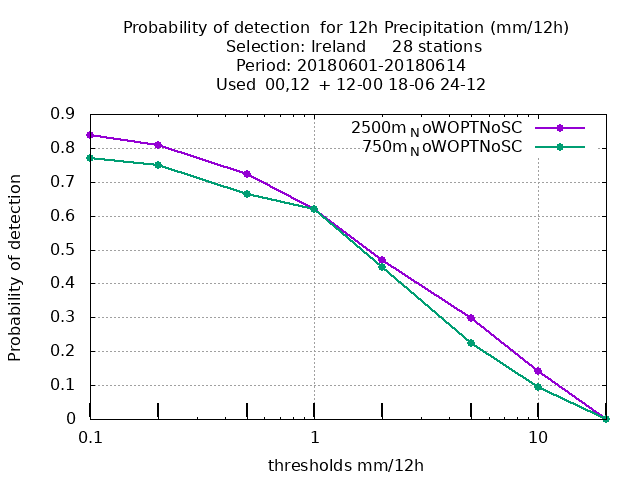 Probability of detection  for 12h Precipitation (mm/12h)
Selection: Ireland     28 stations
Period: 20180601-20180614
Used  00,12  + 12-00 18-06 24-12
2500m_NoWOPTNoSC
750m_NoWOPTNoSC
0.9
0.8
0.7
0.6
0.5
0.4
0.3
0.2
0.1
0
Probability of detection
0.1 1 10
thresholds mm/12h